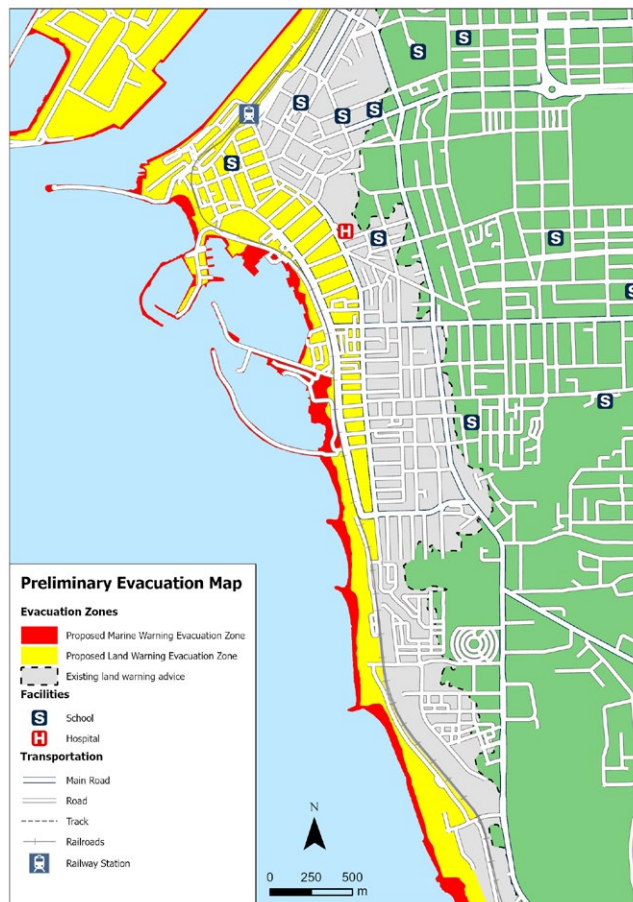 S
S
S
S
S
S
H
S
S
S
S
S
Preliminary Evacuation Map
Evacuation Zones
Proposed Marine Warning Evacuation Zone
Proposed Land Warning Evacuation Zone
Existing land warning advice
Facilities
S School
H Hospital
Transportation
Main Road
Road
Track
Railroads
Railway Station
N
0 250 500
m